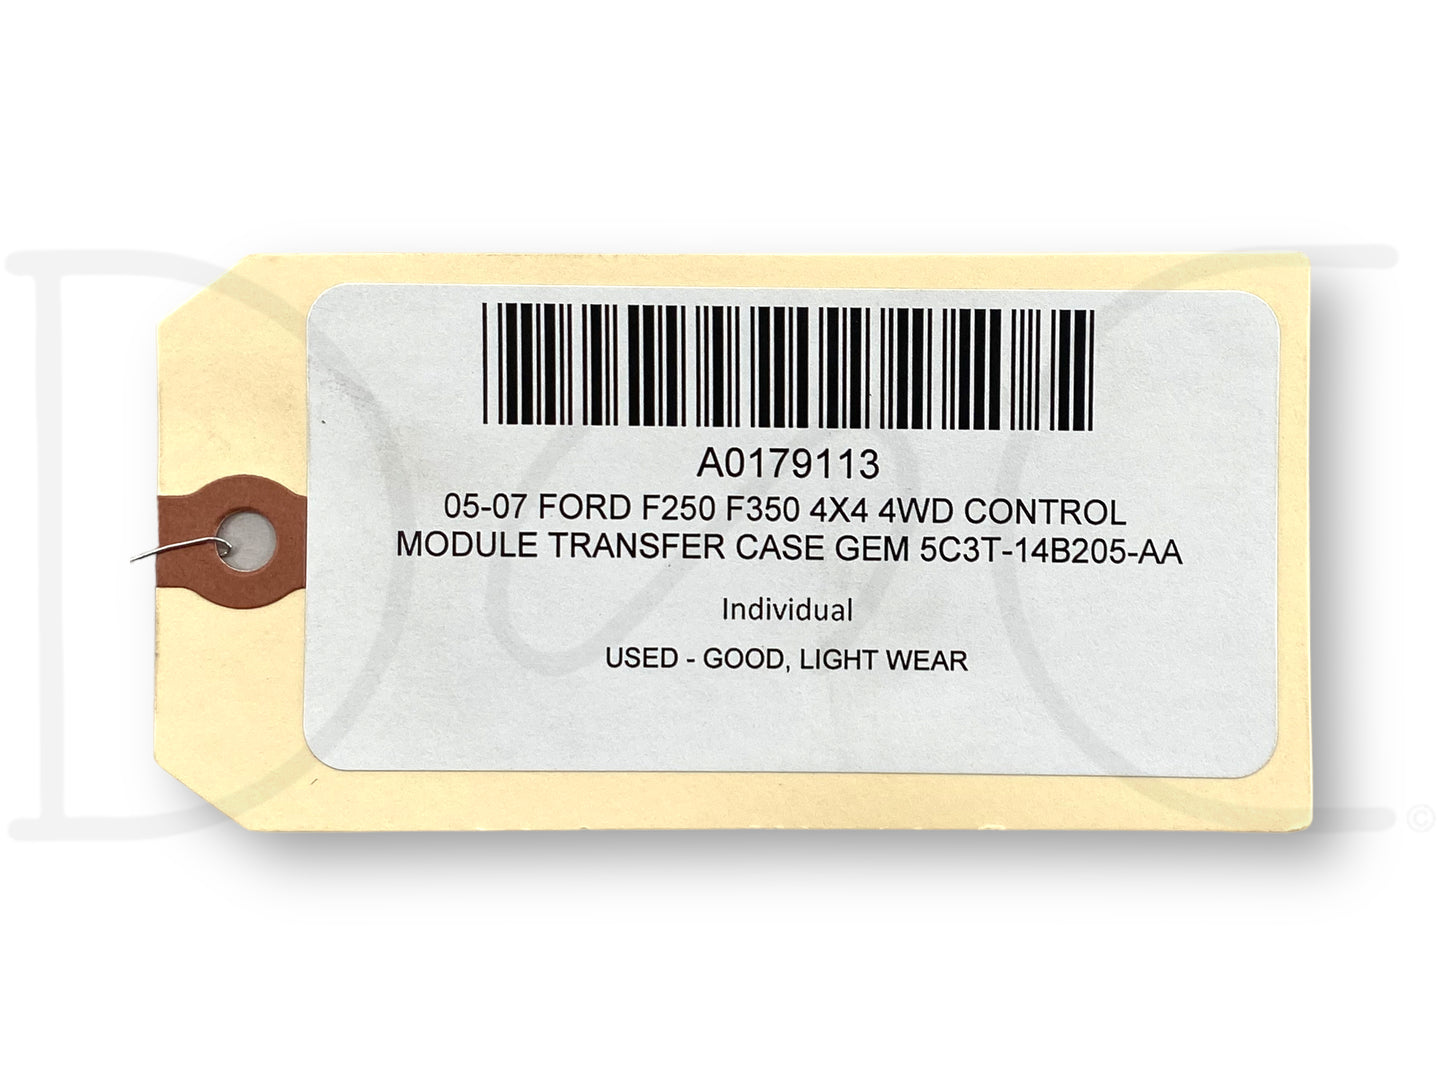 A0179113
05-07 FORD F250 F350 4X4 4WD CONTROL
MODULE TRANSFER CASE GEM 5C3T-14B205-AA
Individual
USED - GOOD, LIGHT WEAR
©